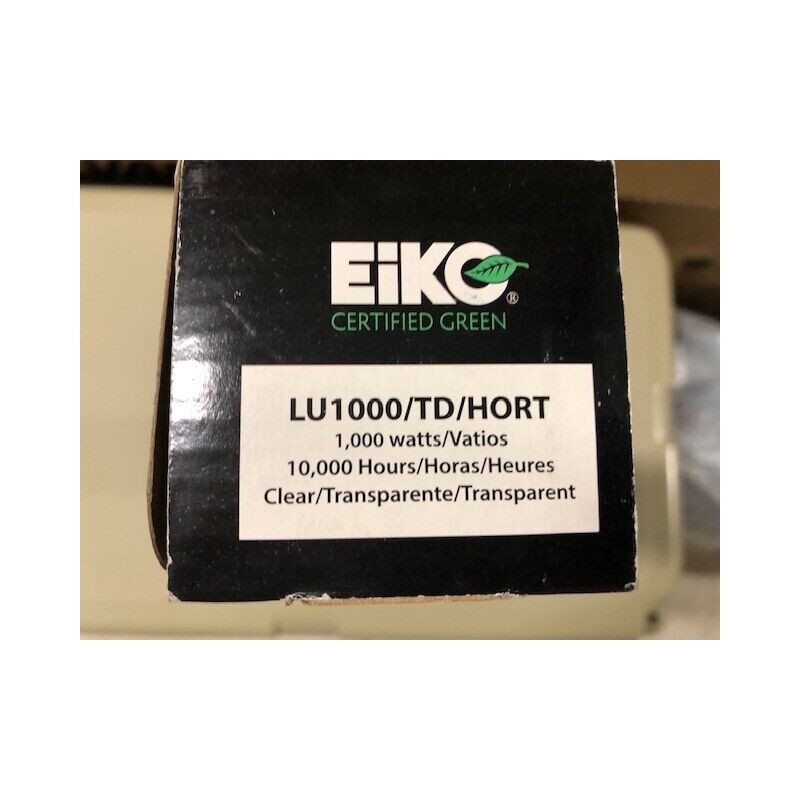 EiKO®
CERTIFIED GREEN
LU1000/TD/HORT
1,000 watts/Vatios
10,000 Hours/Horas/Heures
Clear/Transparente/Transparent